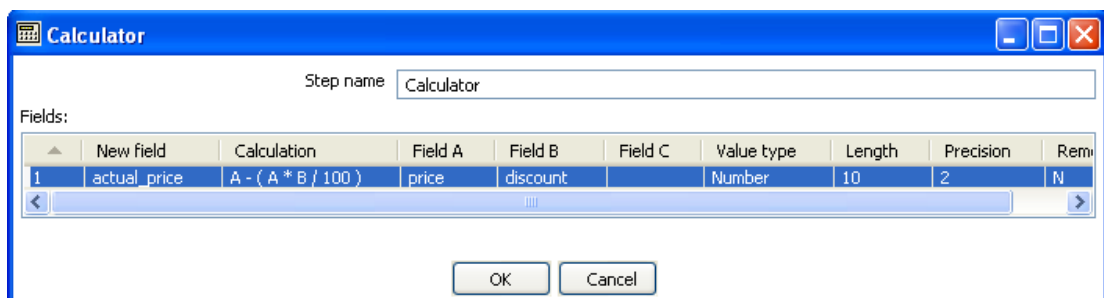 Calculator
Step name Calculator
Fields:
New field Calculation Field A Field B Field C Value type Length Precision
1 actual_price A - ( A * B / 100 ) price discount Number 10 2 N
OK Cancel